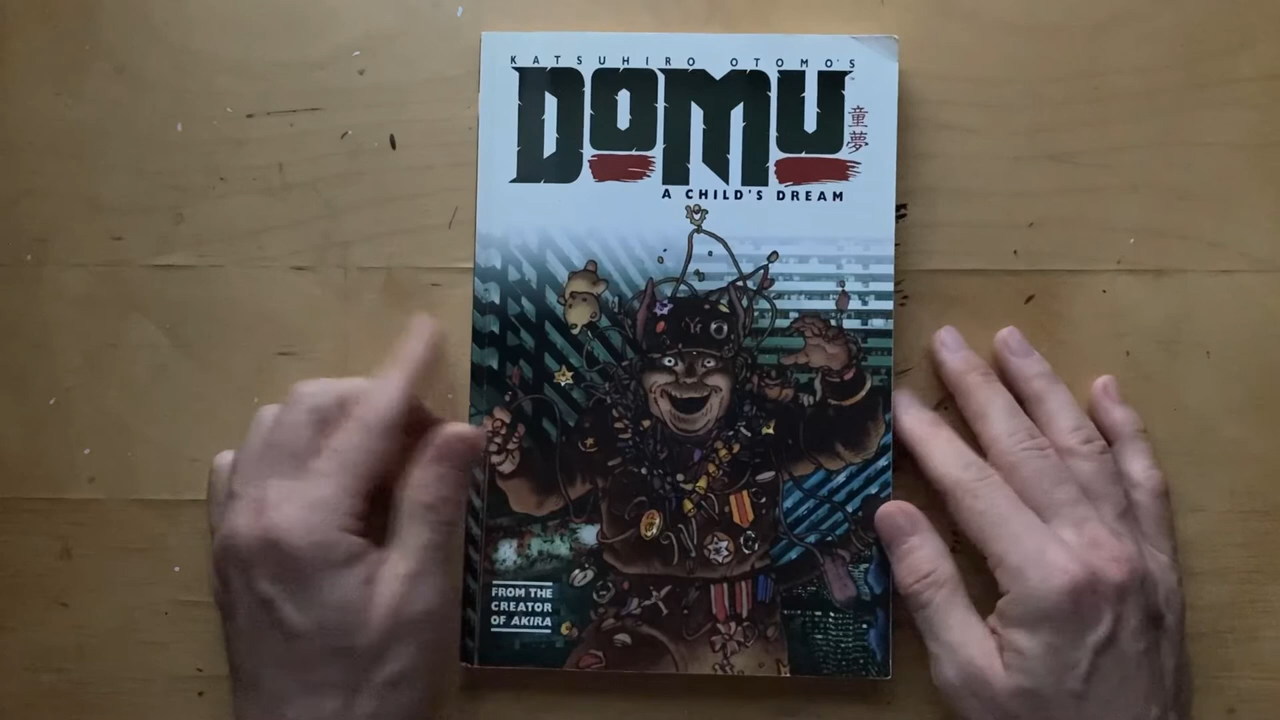 KATSUHIRO OTOMO'S
DOMU
童夢
A CHILD'S DREAM
FROM THE
CREATOR
OF AKIRA